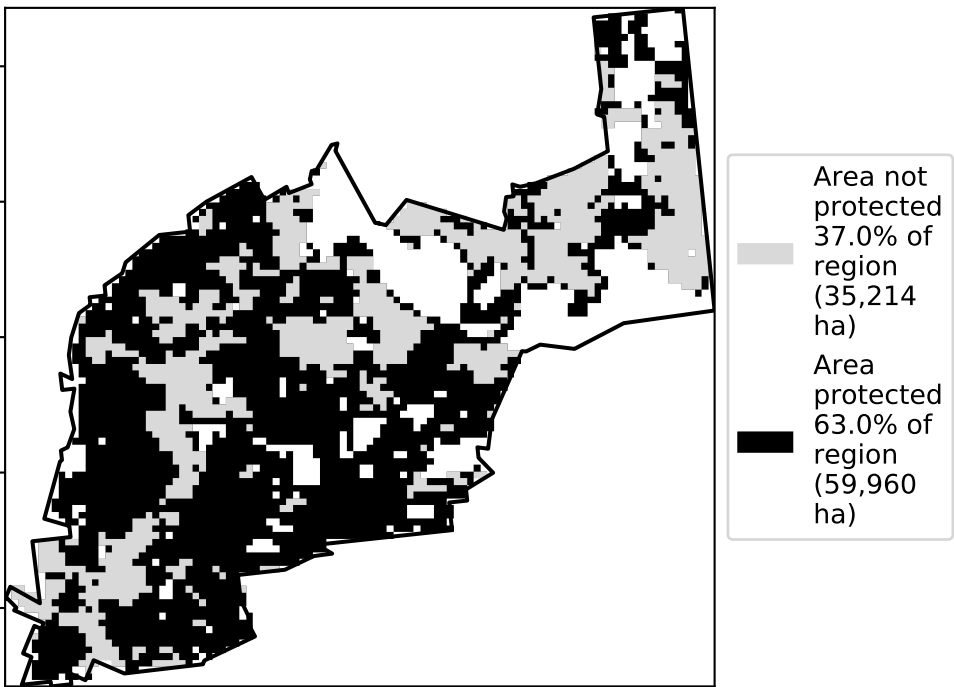 Area not
protected
37.0% of
region
(35,214
ha)
Area
protected
63.0% of
region
(59,960
ha)